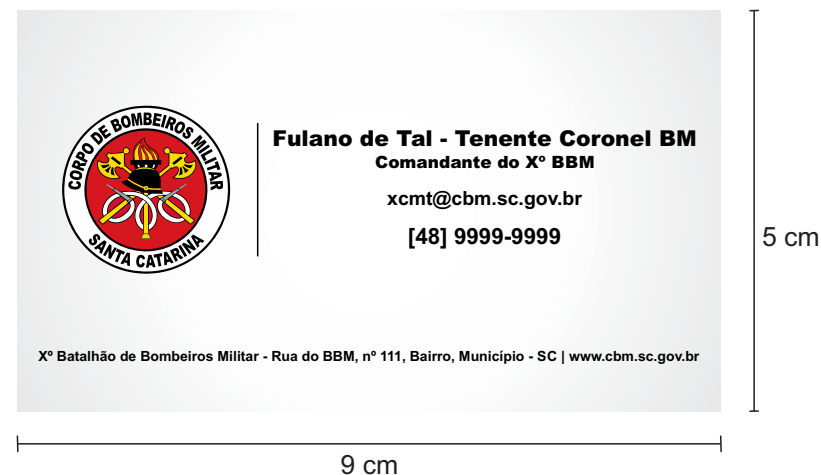 CORPO DE BOMBEIROS MILITAR
SANTA CATARINA
Fulano de Tal - Tenente Coronel BM
Comandante do Xº BBM
xcmt@cbm.sc.gov.br
[48] 9999-9999
Xº Batalhão de Bombeiros Militar - Rua do BBM, nº 111, Bairro, Município - SC | www.cbm.sc.gov.br
5 cm
9 cm